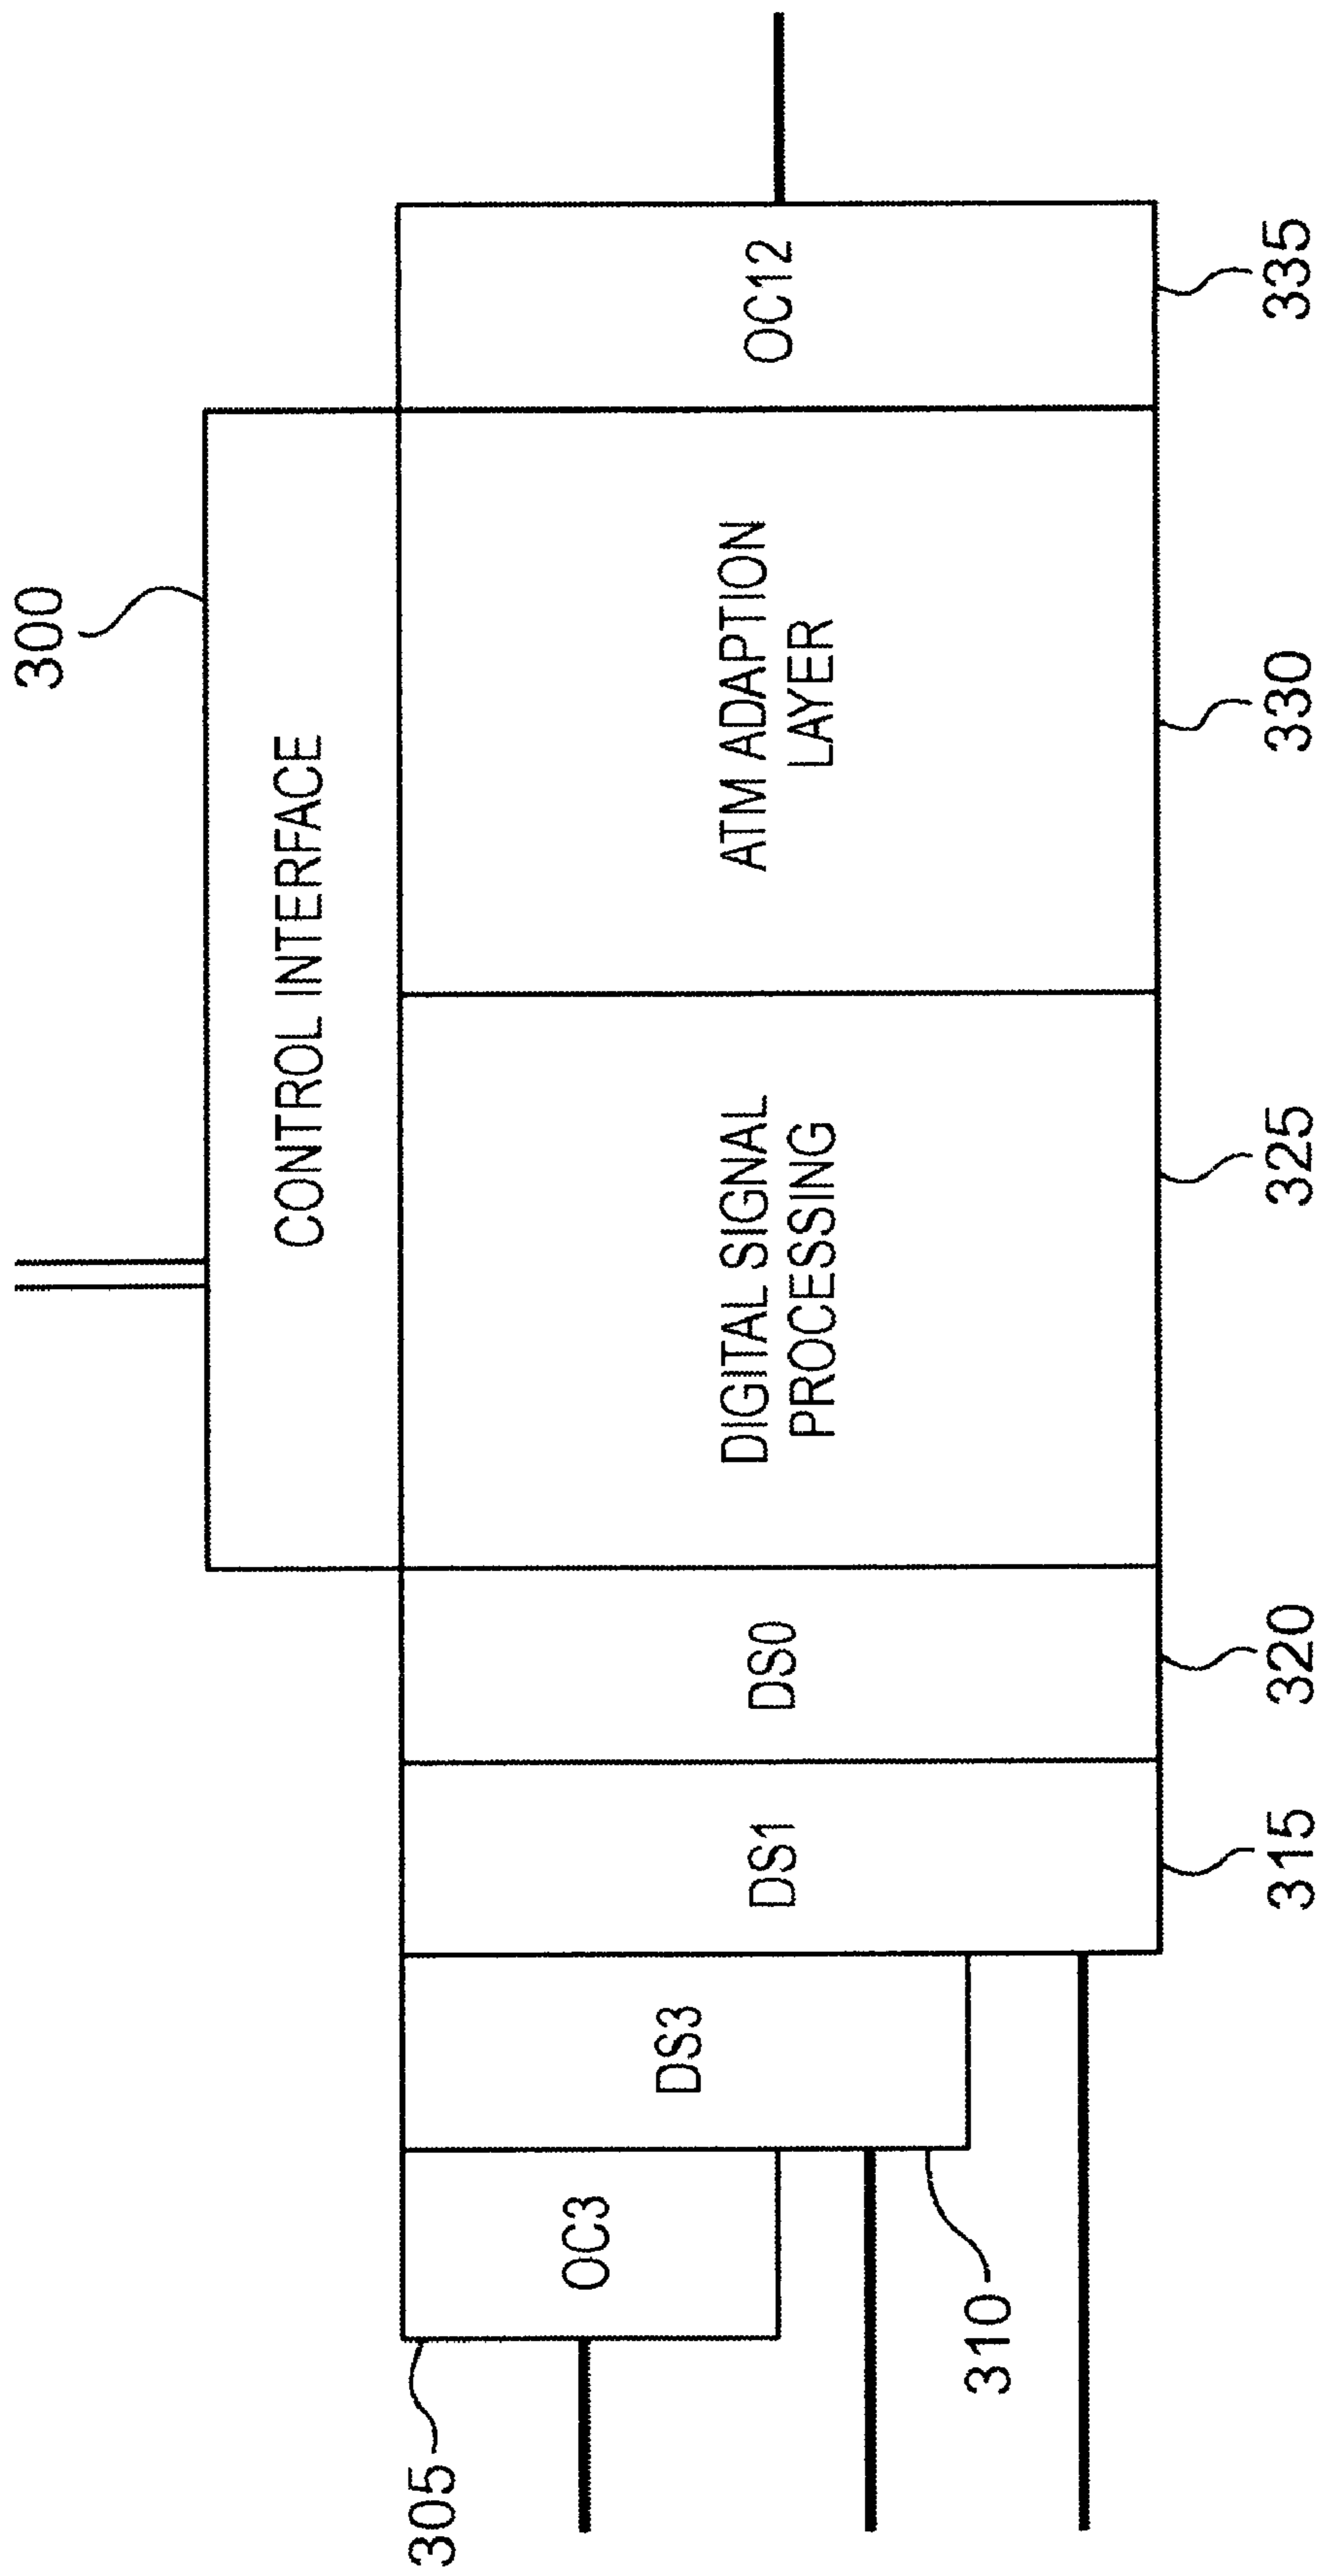 300
CONTROL INTERFACE
305
OC3
DS3
310
DS1
315
DS0
320
DIGITAL SIGNAL
PROCESSING
325
ATM ADAPTION
LAYER
330
OC12
335